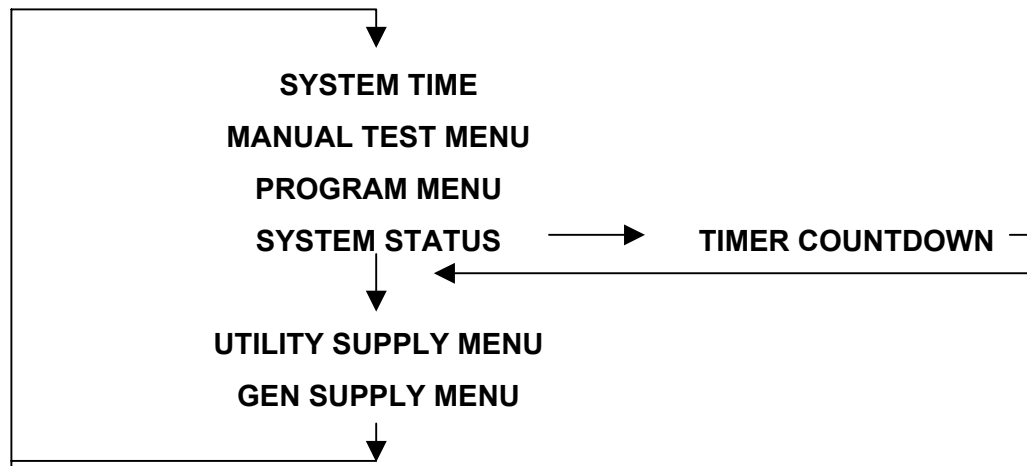 SYSTEM TIME
MANUAL TEST MENU
PROGRAM MENU
SYSTEM STATUS
TIMER COUNTDOWN
UTILITY SUPPLY MENU
GEN SUPPLY MENU